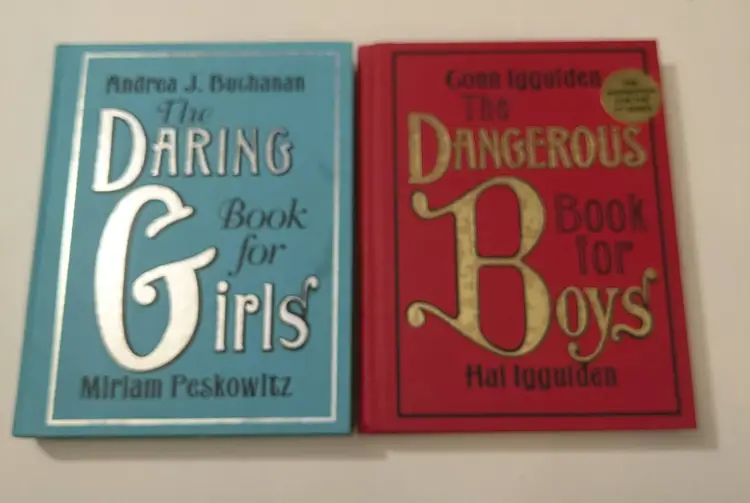 Andrea J. Buchanan
The
DARING
Book
for
Girls
Miriam Peskowitz
Conn Iggulden
The
DANGEROUS
Book
for
Boys
Hal Iggulden